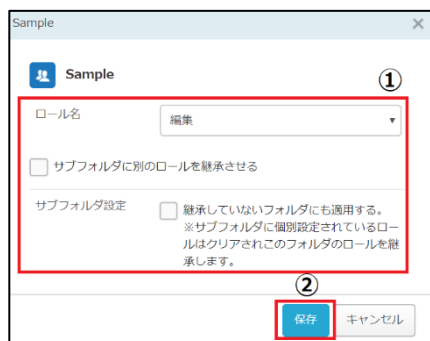 Sample
×
Sample
①
ロール名
編集
サブフォルダに別のロールを継承させる
サブフォルダ設定
継承していないフォルダにも適用する。
※サブフォルダに個別設定されているロー
ルはクリアされこのフォルダのロールを継
承します。
②
保存
キャンセル